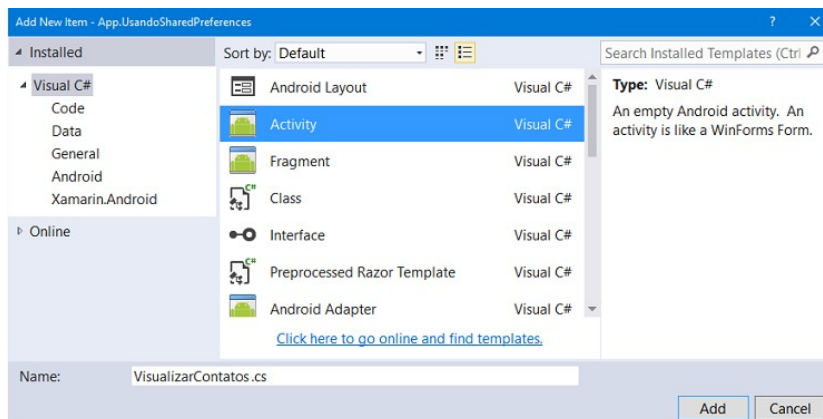 Add New Item - App.UsandoSharedPreferences
Installed
Sort by: Default
Search Installed Templates (Ctrl
Visual C#
Code
Data
General
Android
Xamarin.Android
Online
Android Layout Visual C#
Activity Visual C#
Fragment Visual C#
Class Visual C#
Interface Visual C#
Preprocessed Razor Template Visual C#
Android Adapter Visual C#
Click here to go online and find templates.
Type: Visual C#
An empty Android activity. An
activity is like a WinForms Form.
Name: VisualizarContatos.cs
Add Cancel